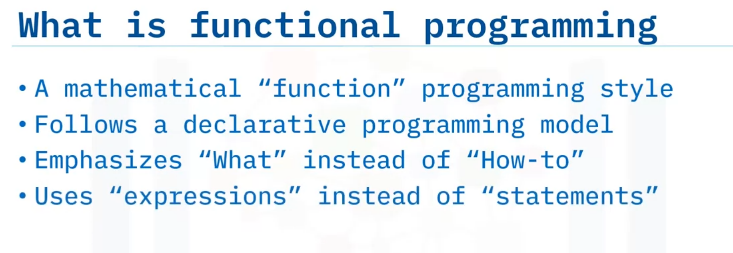 What is functional programming
• A mathematical “function” programming style
• Follows a declarative programming model
• Emphasizes “What” instead of “How-to”
• Uses “expressions” instead of “statements”